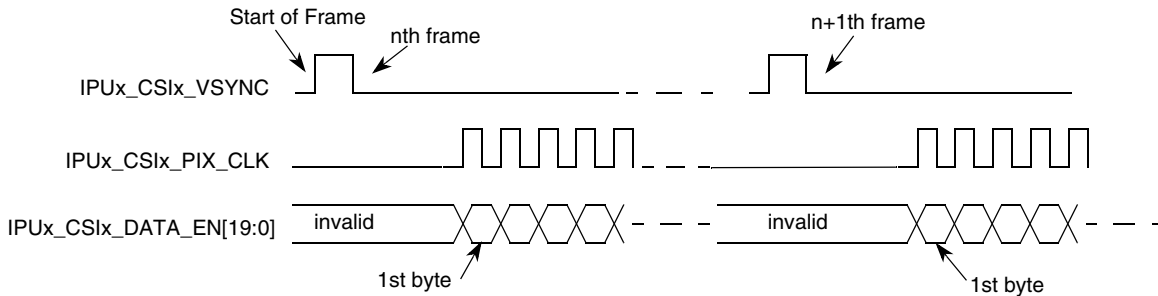 Start of Frame
nth frame
n+1th frame
IPUx_CSIx_VSYNC
IPUx_CSIx_PIX_CLK
IPUx_CSIx_DATA_EN[19:0]
invalid
invalid
1st byte
1st byte